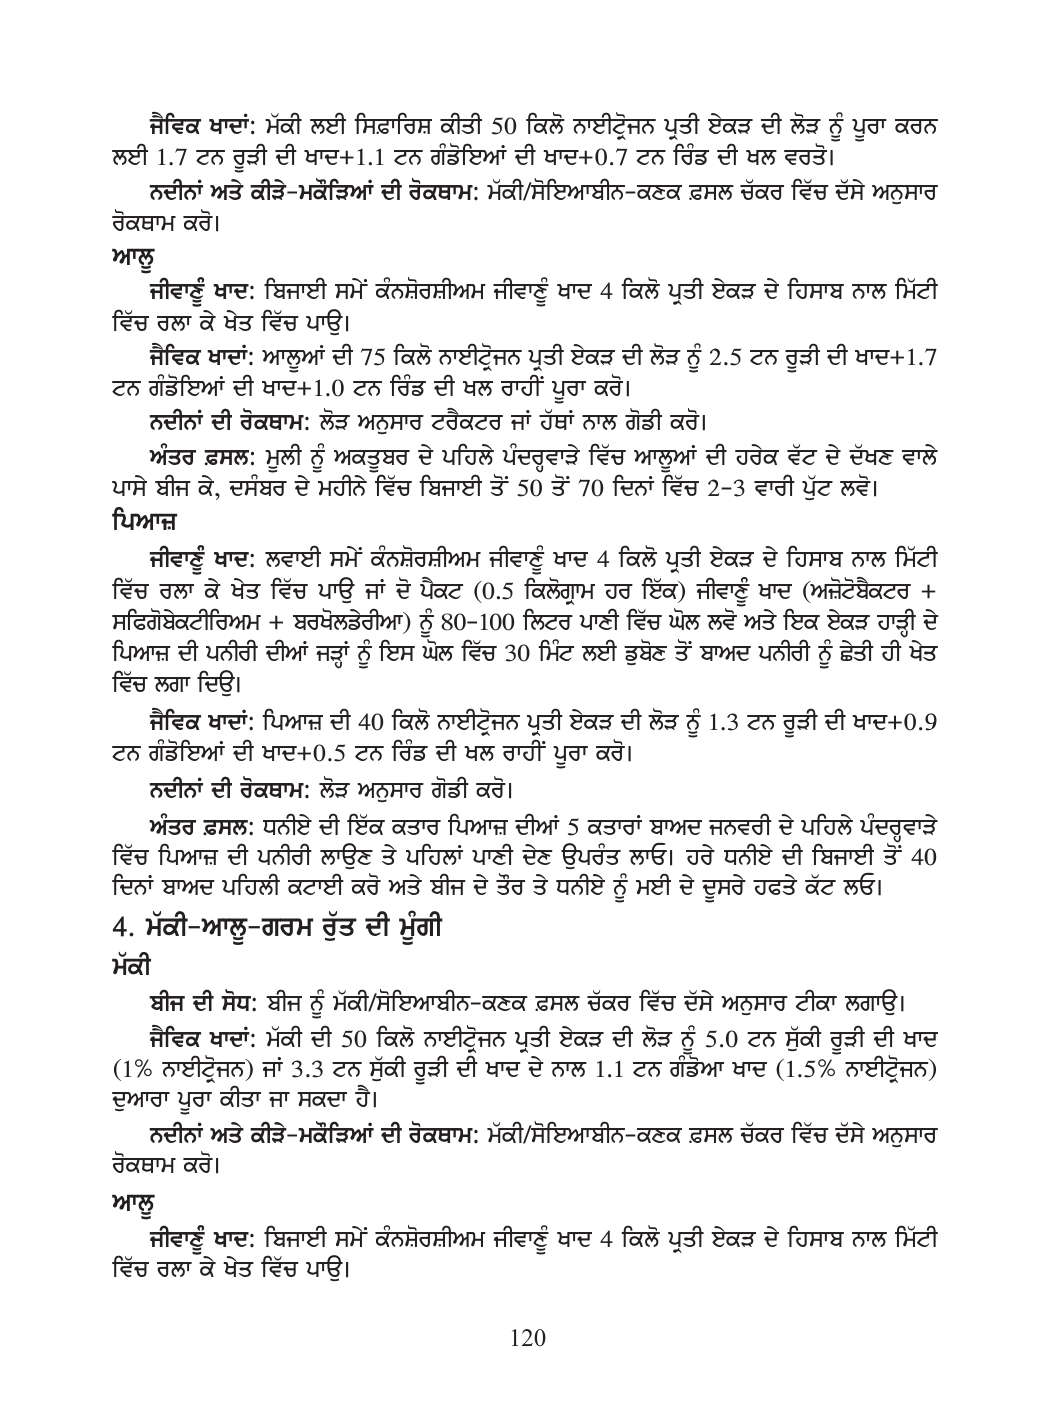 ਜੈਵਿਕ ਖਾਦਾਂ: ਮੱਕੀ ਲਈ ਸਿਫ਼ਾਰਿਸ਼ ਕੀਤੀ 50 ਕਿਲੋ ਨਾਈਟ੍ਰੋਜਨ ਪ੍ਰਤੀ ਏਕੜ ਦੀ ਲੋੜ ਨੂੰ ਪੂਰਾ ਕਰਨ
ਲਈ 1.7 ਟਨ ਰੂੜੀ ਦੀ ਖਾਦ+1.1 ਟਨ ਗੰਡੋਇਆਂ ਦੀ ਖਾਦ+0.7 ਟਨ ਰਿੰਡ ਦੀ ਖਲ ਵਰਤੋ।
ਨਦੀਨਾਂ ਅਤੇ ਕੀੜੇ-ਮਕੌੜਿਆਂ ਦੀ ਰੋਕਥਾਮ: ਮੱਕੀ/ਸੋਇਆਬੀਨ-ਕਣਕ ਫ਼ਸਲ ਚੱਕਰ ਵਿੱਚ ਦੱਸੇ ਅਨੁਸਾਰ
ਰੋਕਥਾਮ ਕਰੋ।
ਆਲੂ
ਜੀਵਾਣੂੰ ਖਾਦ: ਬਿਜਾਈ ਸਮੇਂ ਕੰਨਸ਼ੋਰਸ਼ੀਅਮ ਜੀਵਾਣੂੰ ਖਾਦ 4 ਕਿਲੋ ਪ੍ਰਤੀ ਏਕੜ ਦੇ ਹਿਸਾਬ ਨਾਲ ਮਿੱਟੀ
ਵਿੱਚ ਰਲਾ ਕੇ ਖੇਤ ਵਿੱਚ ਪਾਉ।
ਜੈਵਿਕ ਖਾਦਾਂ: ਆਲੂਆਂ ਦੀ 75 ਕਿਲੋ ਨਾਈਟ੍ਰੋਜਨ ਪ੍ਰਤੀ ਏਕੜ ਦੀ ਲੋੜ ਨੂੰ 2.5 ਟਨ ਰੂੜੀ ਦੀ ਖਾਦ+1.7
ਟਨ ਗੰਡੋਇਆਂ ਦੀ ਖਾਦ+1.0 ਟਨ ਰਿੰਡ ਦੀ ਖਲ ਰਾਹੀਂ ਪੂਰਾ ਕਰੋ।
ਨਦੀਨਾਂ ਦੀ ਰੋਕਥਾਮ: ਲੋੜ ਅਨੁਸਾਰ ਟਰੈਕਟਰ ਜਾਂ ਹੱਥਾਂ ਨਾਲ ਗੋਡੀ ਕਰੋ।
ਅੰਤਰ ਫ਼ਸਲ: ਮੂਲੀ ਨੂੰ ਅਕਤੂਬਰ ਦੇ ਪਹਿਲੇ ਪੰਦਰ੍ਹਵਾੜੇ ਵਿੱਚ ਆਲੂਆਂ ਦੀ ਹਰੇਕ ਵੱਟ ਦੇ ਦੱਖਣ ਵਾਲੇ
ਪਾਸੇ ਬੀਜ ਕੇ, ਦਸੰਬਰ ਦੇ ਮਹੀਨੇ ਵਿੱਚ ਬਿਜਾਈ ਤੋਂ 50 ਤੋਂ 70 ਦਿਨਾਂ ਵਿੱਚ 2-3 ਵਾਰੀ ਪੁੱਟ ਲਵੋ।
ਪਿਆਜ਼
ਜੀਵਾਣੂੰ ਖਾਦ: ਲਵਾਈ ਸਮੇਂ ਕੰਨਸ਼ੋਰਸ਼ੀਅਮ ਜੀਵਾਣੂੰ ਖਾਦ 4 ਕਿਲੋ ਪ੍ਰਤੀ ਏਕੜ ਦੇ ਹਿਸਾਬ ਨਾਲ ਮਿੱਟੀ
ਵਿੱਚ ਰਲਾ ਕੇ ਖੇਤ ਵਿੱਚ ਪਾਉ ਜਾਂ ਦੋ ਪੈਕਟ (0.5 ਕਿਲੋਗ੍ਰਾਮ ਹਰ ਇੱਕ) ਜੀਵਾਣੂੰ ਖਾਦ (ਅਜ਼ੋਟੋਬੈਕਟਰ +
ਸਫਿਗੋਬੇਕਟੀਰਿਅਮ + ਬਰਖੋਲਡੇਰੀਆ) ਨੂੰ 80-100 ਲਿਟਰ ਪਾਣੀ ਵਿੱਚ ਘੋਲ ਲਵੋ ਅਤੇ ਇਕ ਏਕੜ ਹਾੜ੍ਹੀ ਦੇ
ਪਿਆਜ਼ ਦੀ ਪਨੀਰੀ ਦੀਆਂ ਜੜ੍ਹਾਂ ਨੂੰ ਇਸ ਘੋਲ ਵਿੱਚ 30 ਮਿੰਟ ਲਈ ਡੁਬੋਣ ਤੋਂ ਬਾਅਦ ਪਨੀਰੀ ਨੂੰ ਛੇਤੀ ਹੀ ਖੇਤ
ਵਿੱਚ ਲਗਾ ਦਿਉ।
ਜੈਵਿਕ ਖਾਦਾਂ: ਪਿਆਜ਼ ਦੀ 40 ਕਿਲੋ ਨਾਈਟ੍ਰੋਜਨ ਪ੍ਰਤੀ ਏਕੜ ਦੀ ਲੋੜ ਨੂੰ 1.3 ਟਨ ਰੂੜੀ ਦੀ ਖਾਦ+0.9
ਟਨ ਗੰਡੋਇਆਂ ਦੀ ਖਾਦ+0.5 ਟਨ ਰਿੰਡ ਦੀ ਖਲ ਰਾਹੀਂ ਪੂਰਾ ਕਰੋ।
ਨਦੀਨਾਂ ਦੀ ਰੋਕਥਾਮ: ਲੋੜ ਅਨੁਸਾਰ ਗੋਡੀ ਕਰੋ।
ਅੰਤਰ ਫ਼ਸਲ: ਧਨੀਏ ਦੀ ਇੱਕ ਕਤਾਰ ਪਿਆਜ਼ ਦੀਆਂ 5 ਕਤਾਰਾਂ ਬਾਅਦ ਜਨਵਰੀ ਦੇ ਪਹਿਲੇ ਪੰਦਰ੍ਹਵਾੜੇ
ਵਿੱਚ ਪਿਆਜ਼ ਦੀ ਪਨੀਰੀ ਲਾਉਣ ਤੇ ਪਹਿਲਾਂ ਪਾਣੀ ਦੇਣ ਉਪਰੰਤ ਲਾਓ। ਹਰੇ ਧਨੀਏ ਦੀ ਬਿਜਾਈ ਤੋਂ 40
ਦਿਨਾਂ ਬਾਅਦ ਪਹਿਲੀ ਕਟਾਈ ਕਰੋ ਅਤੇ ਬੀਜ ਦੇ ਤੌਰ ਤੇ ਧਨੀਏ ਨੂੰ ਮਈ ਦੇ ਦੂਸਰੇ ਹਫਤੇ ਕੱਟ ਲਓ।
4. ਮੱਕੀ-ਆਲੂ-ਗਰਮ ਰੁੱਤ ਦੀ ਮੂੰਗੀ
ਮੱਕੀ
ਬੀਜ ਦੀ ਸੋਧ: ਬੀਜ ਨੂੰ ਮੱਕੀ/ਸੋਇਆਬੀਨ-ਕਣਕ ਫ਼ਸਲ ਚੱਕਰ ਵਿੱਚ ਦੱਸੇ ਅਨੁਸਾਰ ਟੀਕਾ ਲਗਾਉ।
ਜੈਵਿਕ ਖਾਦਾਂ: ਮੱਕੀ ਦੀ 50 ਕਿਲੋ ਨਾਈਟ੍ਰੋਜਨ ਪ੍ਰਤੀ ਏਕੜ ਦੀ ਲੋੜ ਨੂੰ 5.0 ਟਨ ਸੁੱਕੀ ਰੂੜੀ ਦੀ ਖਾਦ
(1% ਨਾਈਟ੍ਰੋਜਨ) ਜਾਂ 3.3 ਟਨ ਸੁੱਕੀ ਰੂੜੀ ਦੀ ਖਾਦ ਦੇ ਨਾਲ 1.1 ਟਨ ਗੰਡੋਆ ਖਾਦ (1.5% ਨਾਈਟ੍ਰੋਜਨ)
ਦੁਆਰਾ ਪੂਰਾ ਕੀਤਾ ਜਾ ਸਕਦਾ ਹੈ।
ਨਦੀਨਾਂ ਅਤੇ ਕੀੜੇ-ਮਕੌੜਿਆਂ ਦੀ ਰੋਕਥਾਮ: ਮੱਕੀ/ਸੋਇਆਬੀਨ-ਕਣਕ ਫ਼ਸਲ ਚੱਕਰ ਵਿੱਚ ਦੱਸੇ ਅਨੁਸਾਰ
ਰੋਕਥਾਮ ਕਰੋ।
ਆਲੂ
ਜੀਵਾਣੂੰ ਖਾਦ: ਬਿਜਾਈ ਸਮੇਂ ਕੰਨਸ਼ੋਰਸ਼ੀਅਮ ਜੀਵਾਣੂੰ ਖਾਦ 4 ਕਿਲੋ ਪ੍ਰਤੀ ਏਕੜ ਦੇ ਹਿਸਾਬ ਨਾਲ ਮਿੱਟੀ
ਵਿੱਚ ਰਲਾ ਕੇ ਖੇਤ ਵਿੱਚ ਪਾਉ।
120